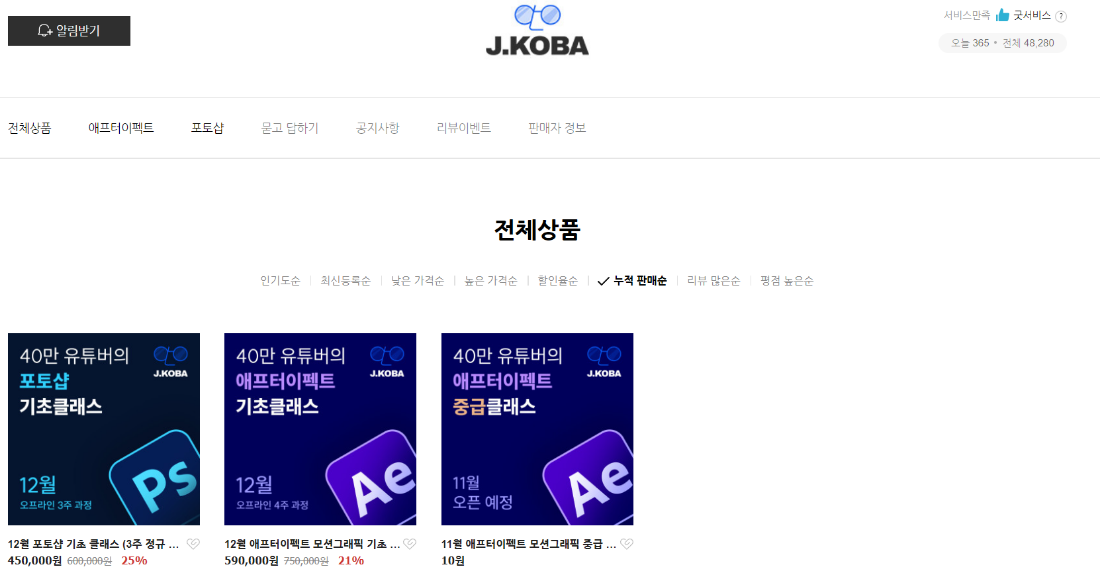 알림받기
J.KOBA
서비스만족 굿서비스 ?
오늘 365 • 전체 48,280
전체상품 애프터이펙트 포토샵 묻고 답하기 공지사항 리뷰이벤트 판매자 정보
전체상품
인기도순 최신등록순 낮은 가격순 높은 가격순 할인율순 누적 판매순 리뷰 많은순 평점 높은순
40만 유튜버의
포토샵
기초클래스
J.KOBA
12월
오프라인 3주 과정
Ps
40만 유튜버의
애프터이펙트
기초클래스
J.KOBA
12월
오프라인 4주 과정
Ae
40만 유튜버의
애프터이펙트
중급클래스
J.KOBA
11월
오픈 예정
Ae
12월 포토샵 기초 클래스 (3주 정규 ...
450,000원 600,000원 25%
12월 애프터이펙트 모션그래픽 기초 ...
590,000원 750,000원 21%
11월 애프터이펙트 모션그래픽 중급 ...
10원